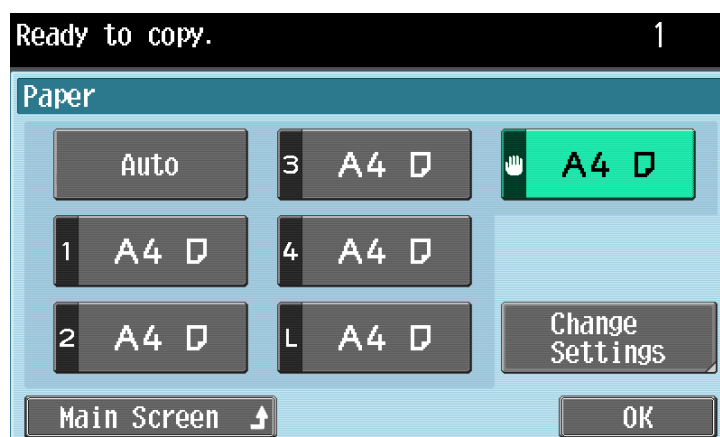 Ready to copy. 1
Paper
Auto
3 A4
A4
1 A4
4 A4
2 A4
L A4
Change
Settings
Main Screen
OK